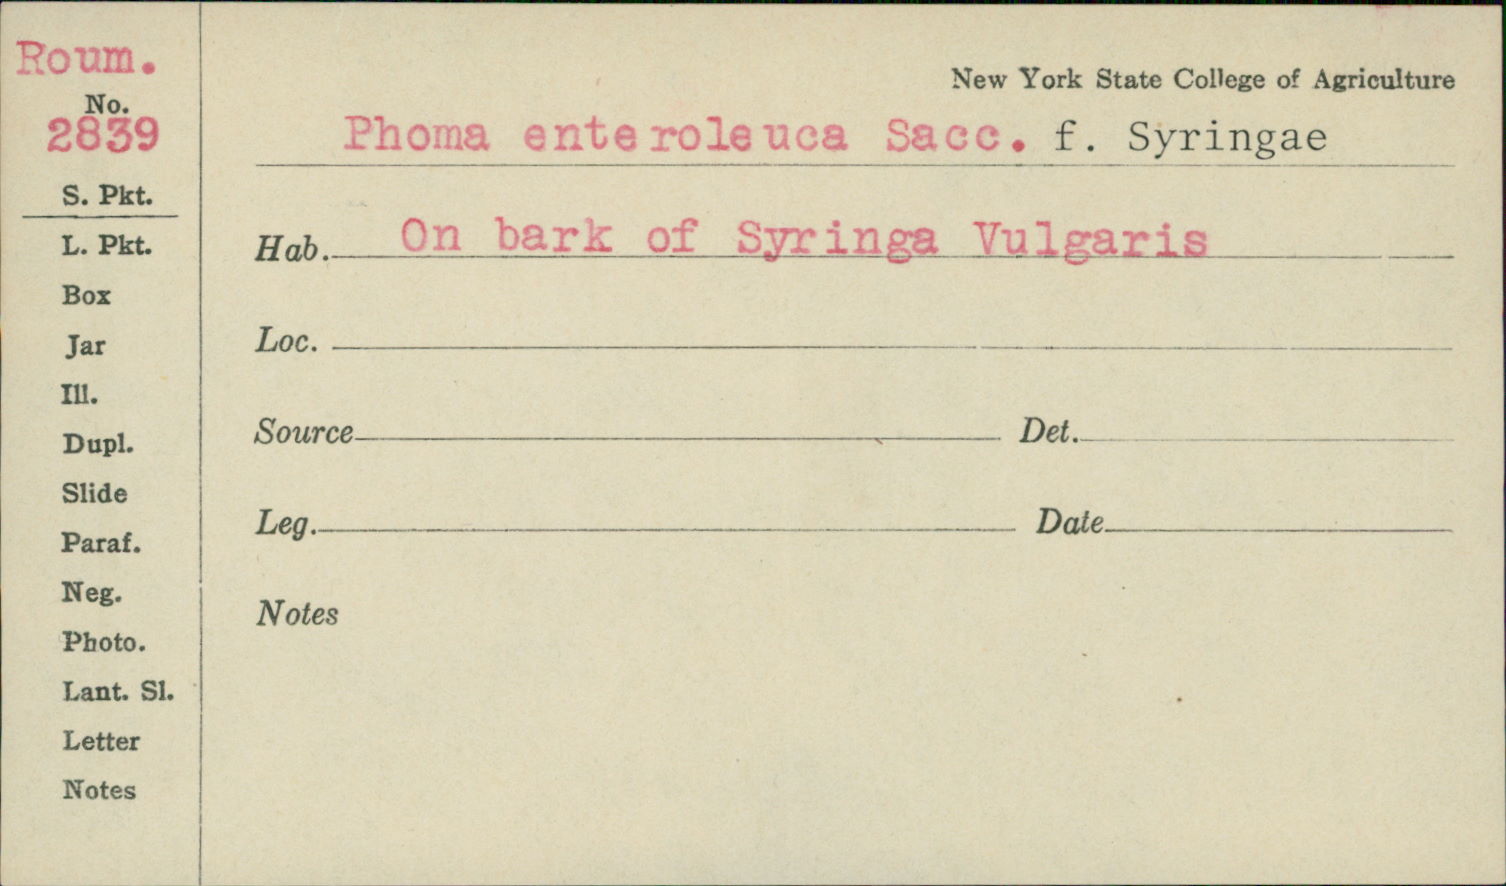 Roum.
No.
2839
S. Pkt.
L. Pkt.
Box
Jar
Ill.
Dupl.
Slide
Paraf.
Neg.
Photo.
Lant. Sl.
Letter
Notes
New York State College of Agriculture
Phoma enteroleuca Sacc. f. Syringae
Hab. On bark of Syringa Vulgaris
Loc.
Source Det.
Leg. Date
Notes